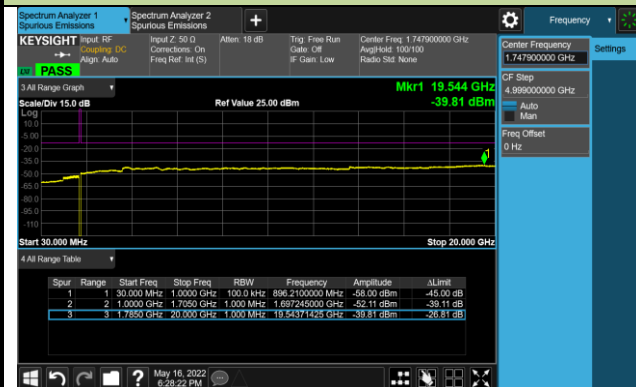 Spectrum Analyzer 1
Spurious Emissions
Spectrum Analyzer 2
Spurious Emissions
+
Frequency
KEYSIGHT
Input: RF
Coupling: DC
Align: Auto
Input Z: 50 Ω
Corrections: On
Freq Ref: Int (S)
Atten: 18 dB
Trig: Free Run
Gate: Off
IF Gain: Low
Center Freq: 1.747900000 GHz
Avg|Hold: 100/100
Radio Std: None
PASS
Center Frequency
1.747900000 GHz
Settings
CF Step
4.999000000 GHz
Auto
Man
Freq Offset
0 Hz
3 All Range Graph
Mkr1 19.544 GHz
Scale/Div 15.0 dB
Ref Value 25.00 dBm
-39.81 dBm
Log
10.0
-5.00
-20.0
-35.0
-50.0
-65.0
-80.0
-95.0
-110
1
Start 30.000 MHz
Stop 20.000 GHz
4 All Range Table
Spur Range Start Freq Stop Freq RBW Frequency Amplitude ΔLimit
1 1 30.000 MHz 1.0000 GHz 100.0 kHz 896.2100000 MHz -58.00 dBm -45.00 dB
2 2 1.0000 GHz 1.7050 GHz 1.000 MHz 1.697245000 GHz -52.11 dBm -39.11 dB
3 3 1.7850 GHz 20.000 GHz 1.000 MHz 19.54371425 GHz -39.81 dBm -26.81 dB
?
May 16, 2022
6:28:22 PM